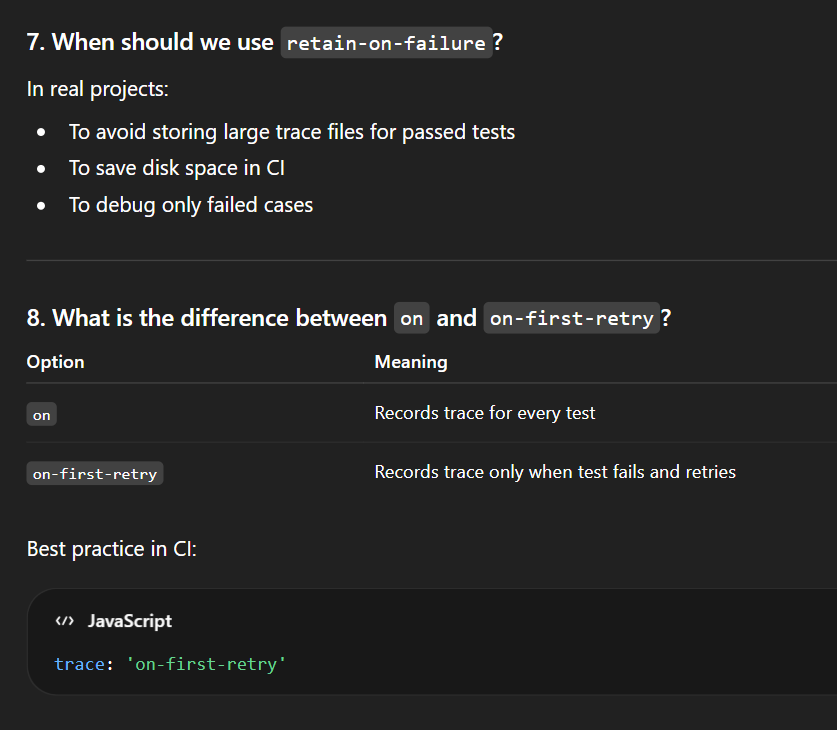 7. When should we use retain-on-failure?
In real projects:
• To avoid storing large trace files for passed tests
• To save disk space in CI
• To debug only failed cases
8. What is the difference between on and on-first-retry?
Option Meaning
on Records trace for every test
on-first-retry Records trace only when test fails and retries
Best practice in CI:
</> JavaScript
trace: 'on-first-retry'